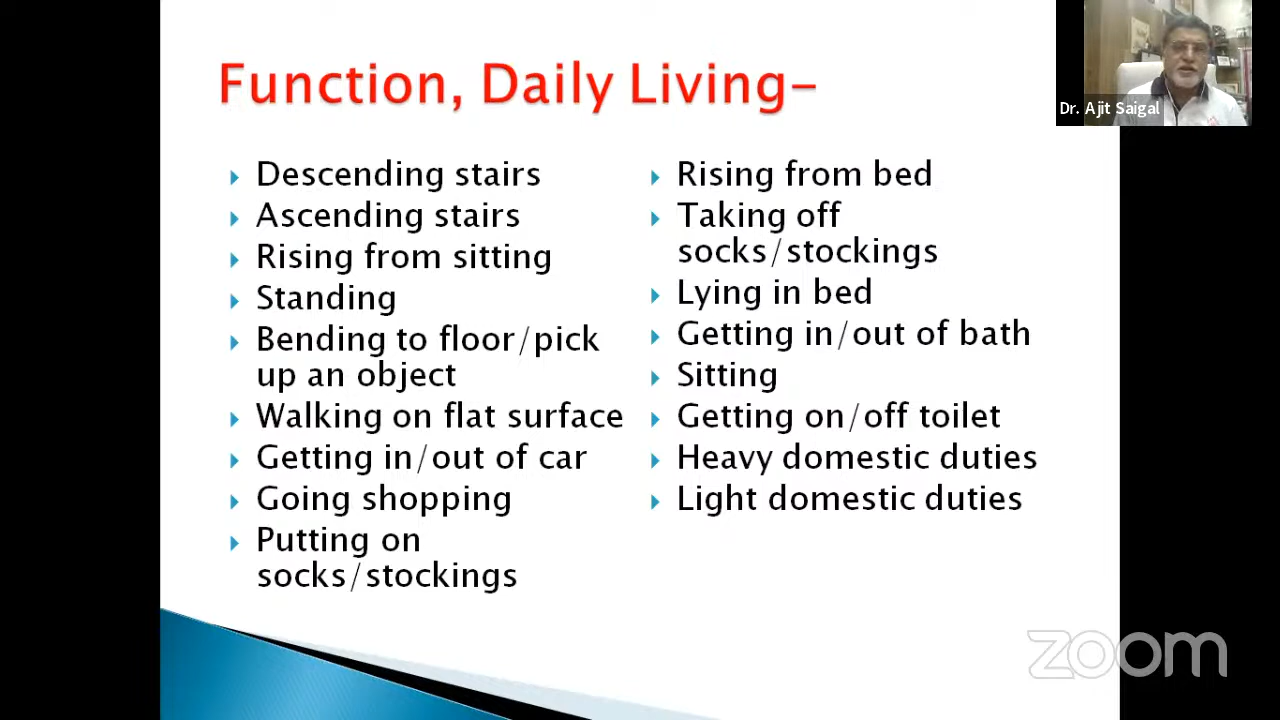 Function, Daily Living-
Descending stairs
Ascending stairs
Rising from sitting
Standing
Bending to floor/pick
up an object
Walking on flat surface
Getting in/out of car
Going shopping
Putting on
socks/stockings
Rising from bed
Taking off
socks/stockings
Lying in bed
Getting in/out of bath
Sitting
Getting on/off toilet
Heavy domestic duties
Light domestic duties
Dr. Ajit Saigal
zoom